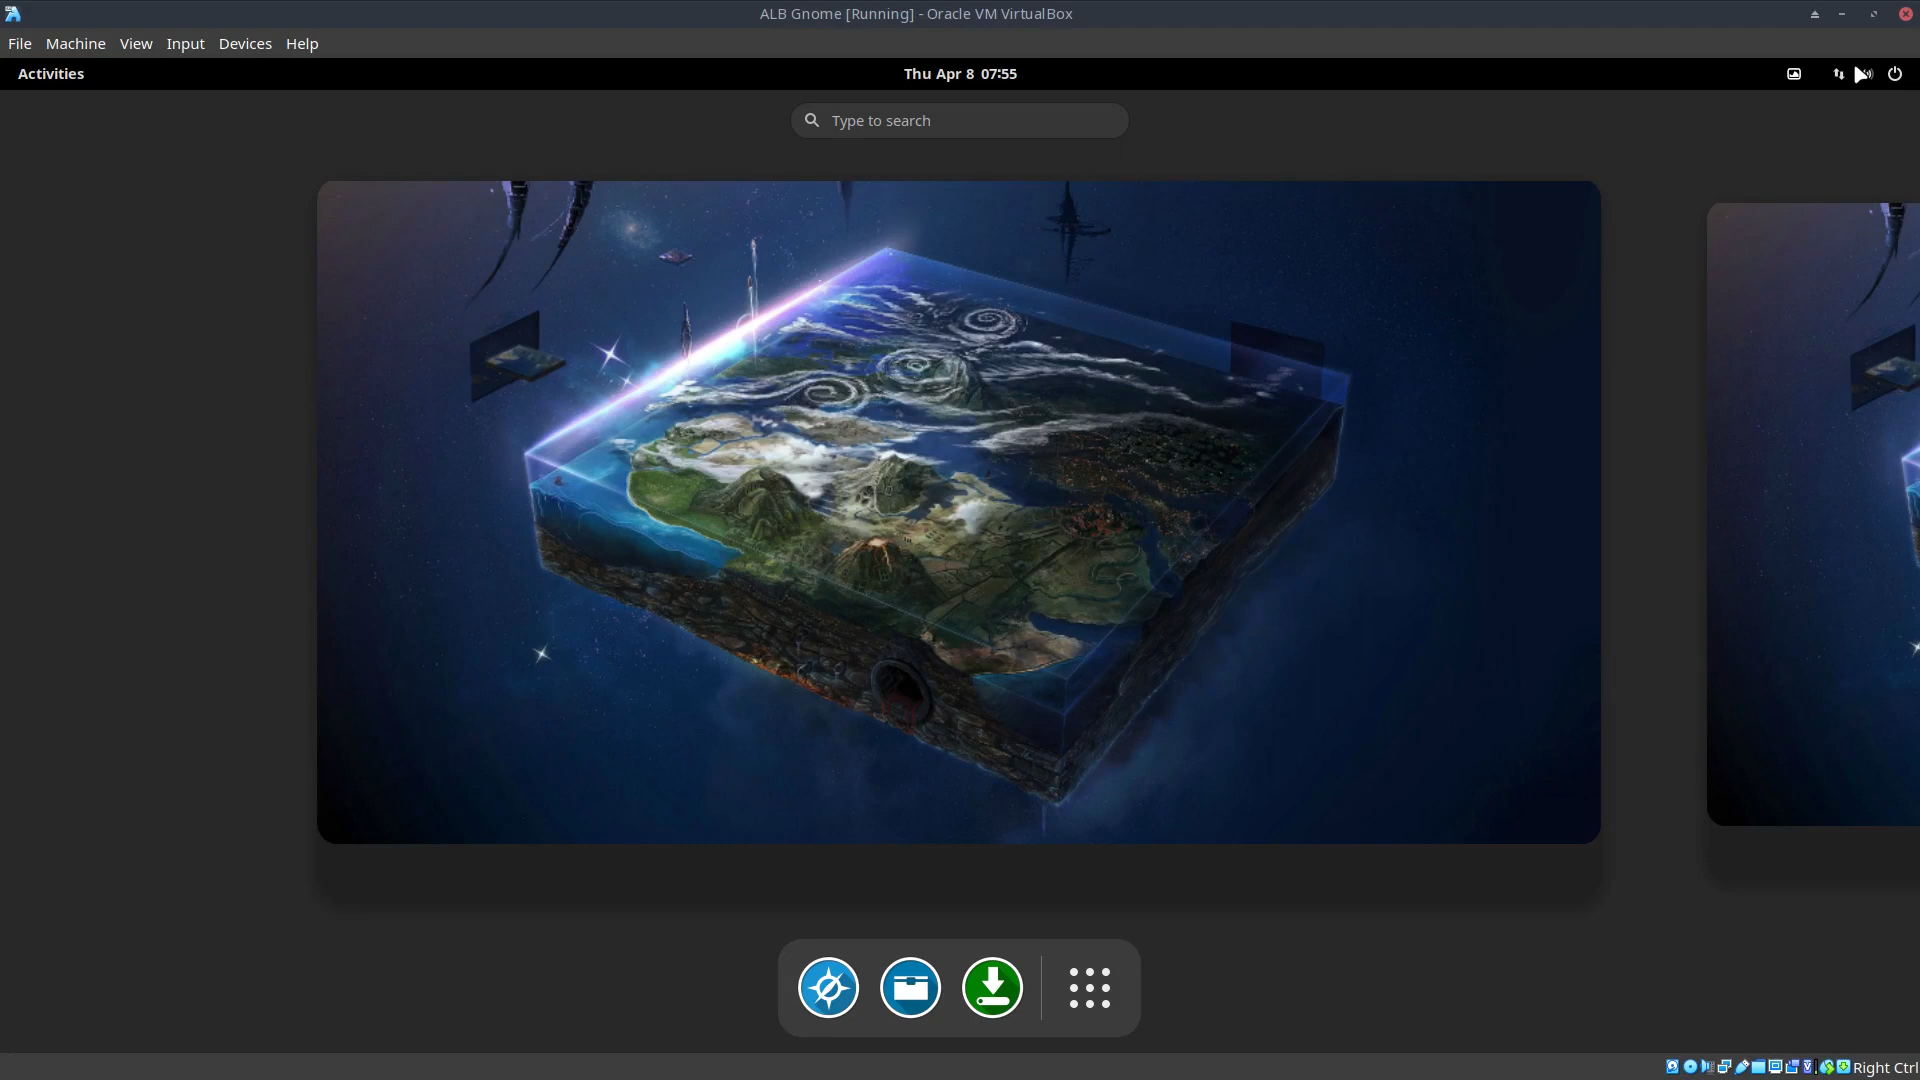 ALB Gnome [Running] - Oracle VM VirtualBox
File Machine View Input Devices Help
Activities
Thu Apr 8 07:55
Type to search
Right Ctrl